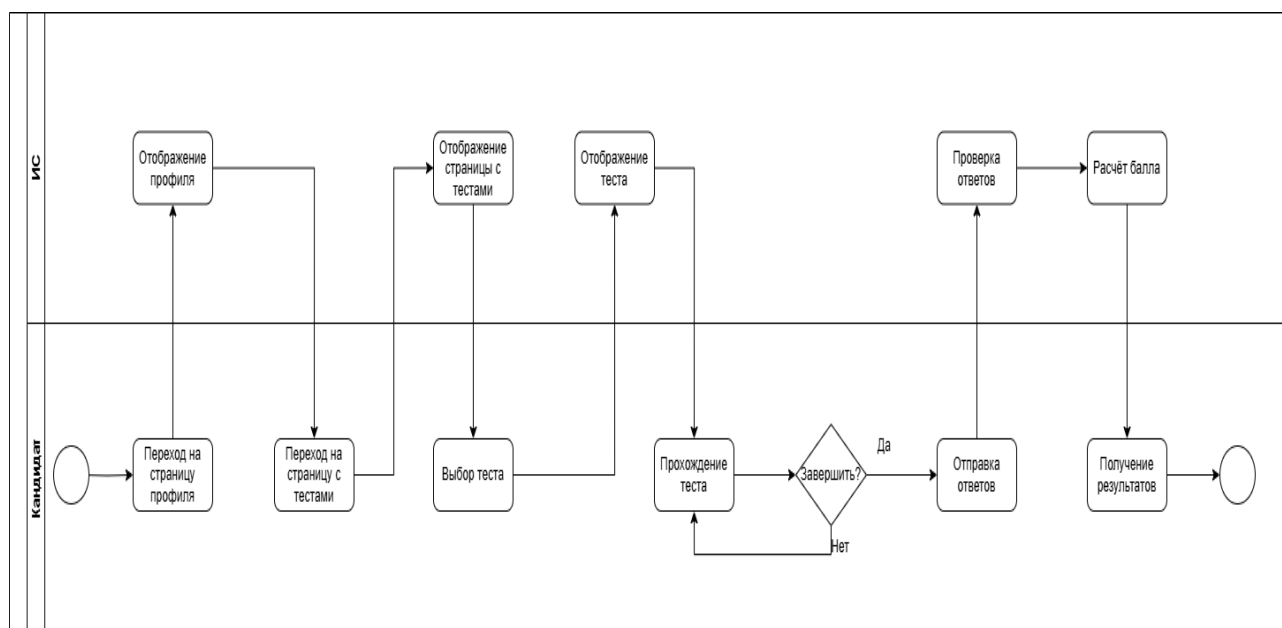 ИС
Отображение
профиля
Отображение
страницы с
тестами
Отображение
теста
Проверка
ответов
Расчёт балла
Кандидат
Переход на
страницу
профиля
Переход на
страницу с
тестами
Выбор теста
Прохождение
теста
Завершить?
Да
Нет
Отправка
ответов
Получение
результатов